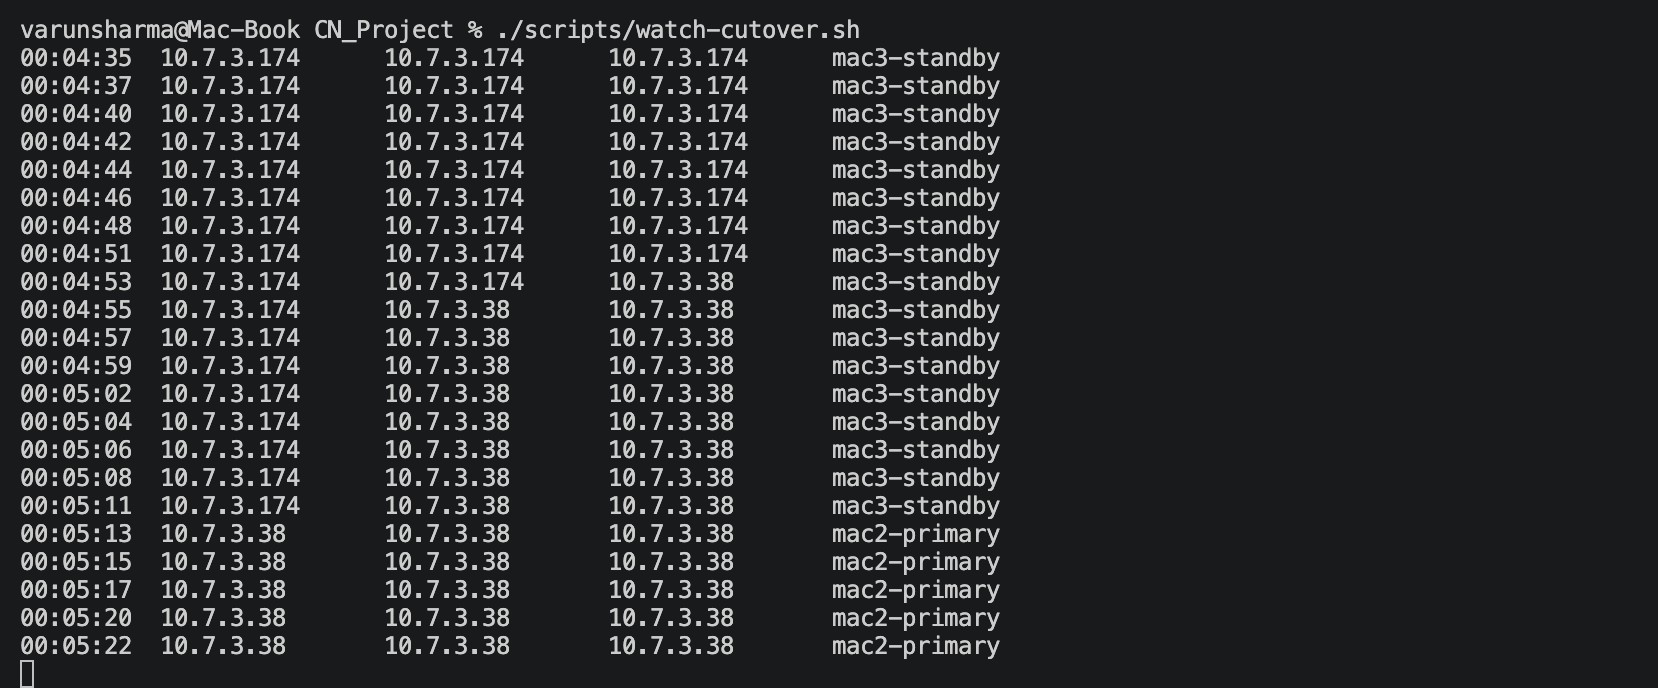 varunsharma@Mac-Book CN_Project % ./scripts/watch-cutover.sh
00:04:35  10.7.3.174      10.7.3.174      10.7.3.174      mac3-standby
00:04:37  10.7.3.174      10.7.3.174      10.7.3.174      mac3-standby
00:04:40  10.7.3.174      10.7.3.174      10.7.3.174      mac3-standby
00:04:42  10.7.3.174      10.7.3.174      10.7.3.174      mac3-standby
00:04:44  10.7.3.174      10.7.3.174      10.7.3.174      mac3-standby
00:04:46  10.7.3.174      10.7.3.174      10.7.3.174      mac3-standby
00:04:48  10.7.3.174      10.7.3.174      10.7.3.174      mac3-standby
00:04:51  10.7.3.174      10.7.3.174      10.7.3.174      mac3-standby
00:04:53  10.7.3.174      10.7.3.174      10.7.3.38       mac3-standby
00:04:55  10.7.3.174      10.7.3.38       10.7.3.38       mac3-standby
00:04:57  10.7.3.174      10.7.3.38       10.7.3.38       mac3-standby
00:04:59  10.7.3.174      10.7.3.38       10.7.3.38       mac3-standby
00:05:02  10.7.3.174      10.7.3.38       10.7.3.38       mac3-standby
00:05:04  10.7.3.174      10.7.3.38       10.7.3.38       mac3-standby
00:05:06  10.7.3.174      10.7.3.38       10.7.3.38       mac3-standby
00:05:08  10.7.3.174      10.7.3.38       10.7.3.38       mac3-standby
00:05:11  10.7.3.174      10.7.3.38       10.7.3.38       mac3-standby
00:05:13  10.7.3.38       10.7.3.38       10.7.3.38       mac2-primary
00:05:15  10.7.3.38       10.7.3.38       10.7.3.38       mac2-primary
00:05:17  10.7.3.38       10.7.3.38       10.7.3.38       mac2-primary
00:05:20  10.7.3.38       10.7.3.38       10.7.3.38       mac2-primary
00:05:22  10.7.3.38       10.7.3.38       10.7.3.38       mac2-primary